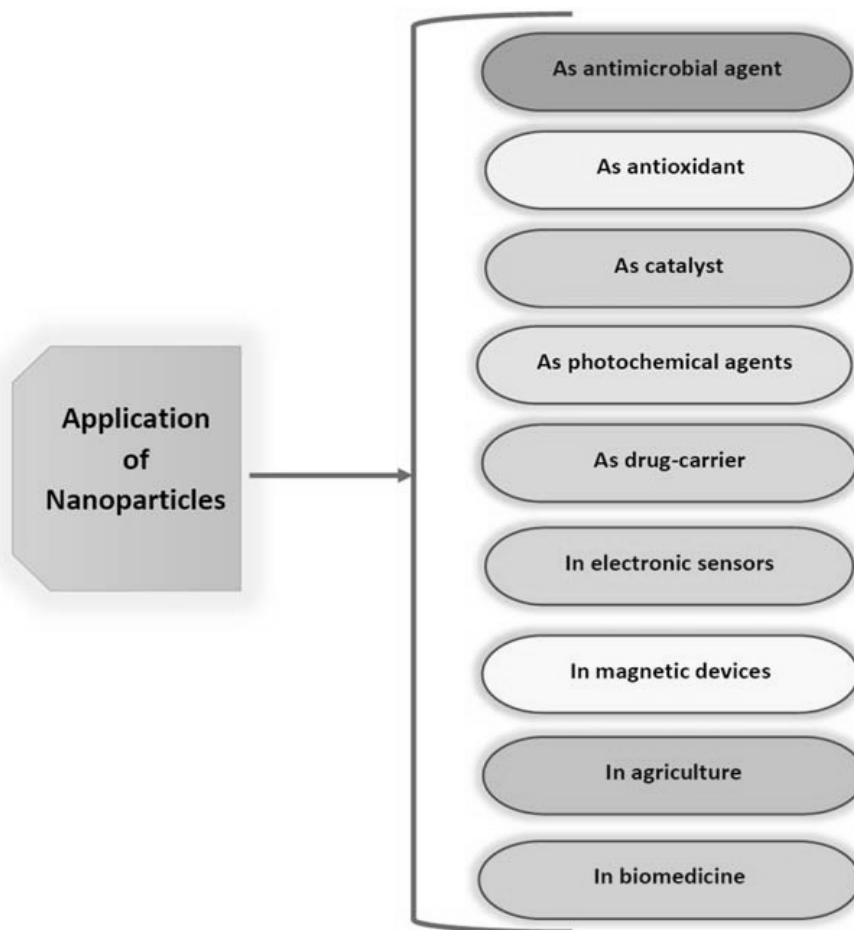 Application
of
Nanoparticles
As antimicrobial agent
As antioxidant
As catalyst
As photochemical agents
As drug-carrier
In electronic sensors
In magnetic devices
In agriculture
In biomedicine